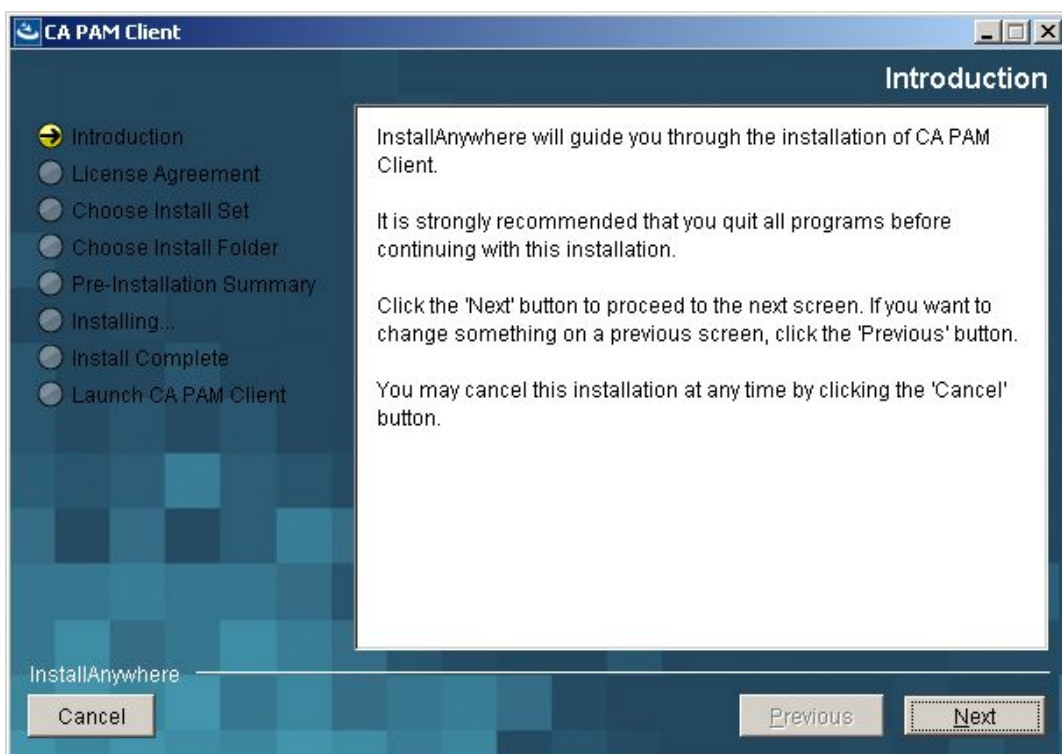 CA PAM Client
Introduction
Introduction
License Agreement
Choose Install Set
Choose Install Folder
Pre-Installation Summary
Installing...
Install Complete
Launch CA PAM Client
InstallAnywhere will guide you through the installation of CA PAM
Client.
It is strongly recommended that you quit all programs before
continuing with this installation.
Click the 'Next' button to proceed to the next screen. If you want to
change something on a previous screen, click the 'Previous' button.
You may cancel this installation at any time by clicking the 'Cancel'
button.
InstallAnywhere
Cancel
Previous
Next